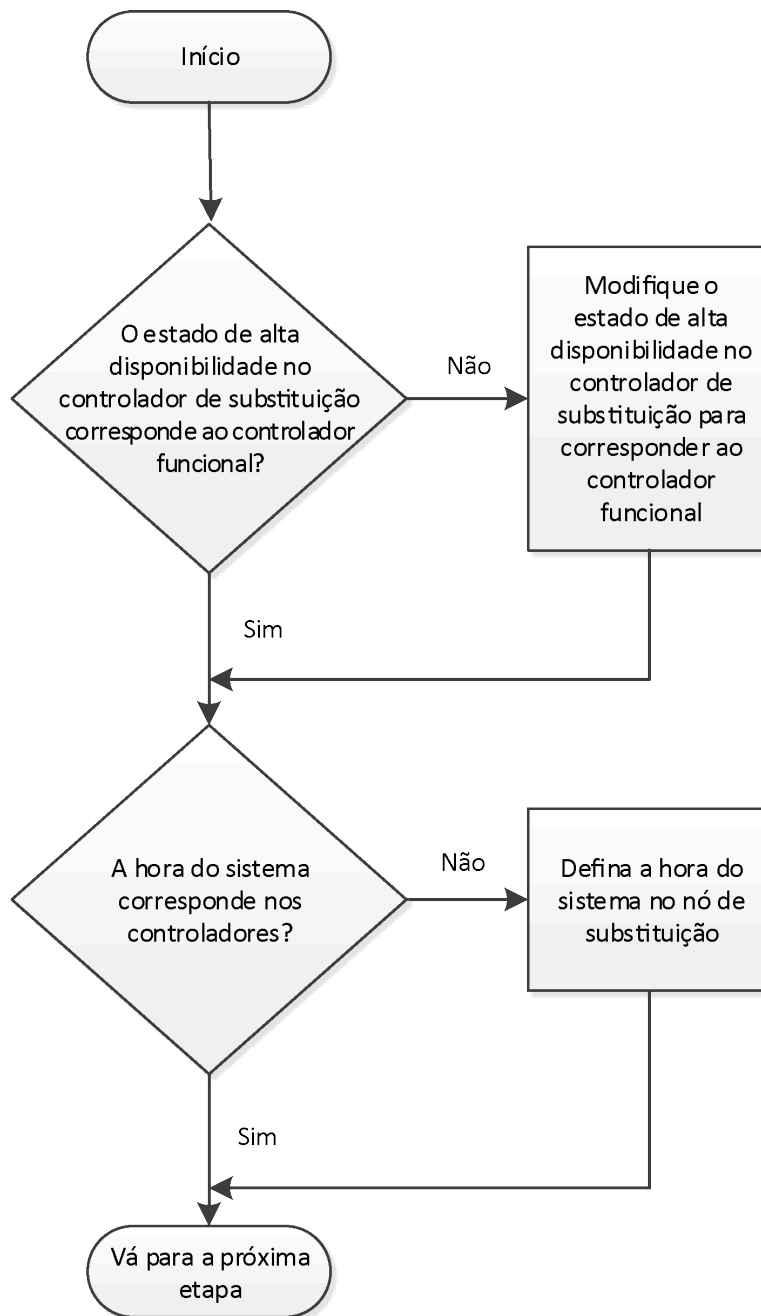 Início
O estado de alta
disponibilidade no
controlador de substituição
corresponde ao controlador
funcional?
Não
Modifique o
estado de alta
disponibilidade no
controlador de
substituição para
corresponder ao
controlador
funcional
Sim
A hora do sistema
corresponde nos
controladores?
Não
Defina a hora do
sistema no nó de
substituição
Sim
Vá para a próxima
etapa